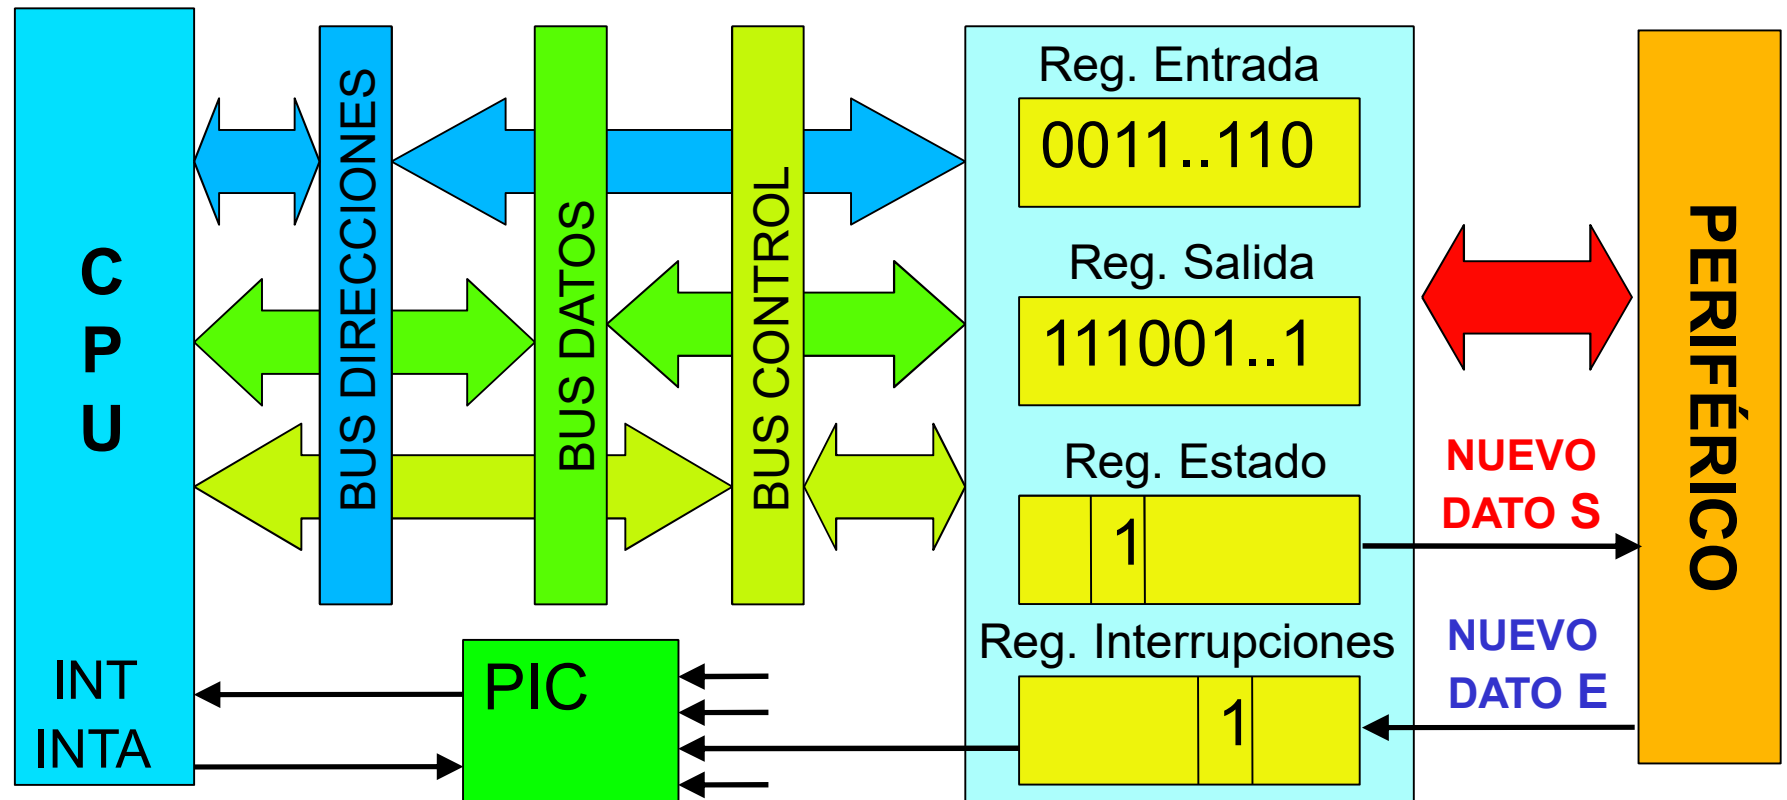 CPU
INT
INTA
BUS DIRECCIONES
BUS DATOS
BUS CONTROL
PIC
Reg. Entrada
0011..110
Reg. Salida
111001..1
Reg. Estado
1
Reg. Interrupciones
1
NUEVO
DATO S
NUEVO
DATO E
PERIFÉRICO